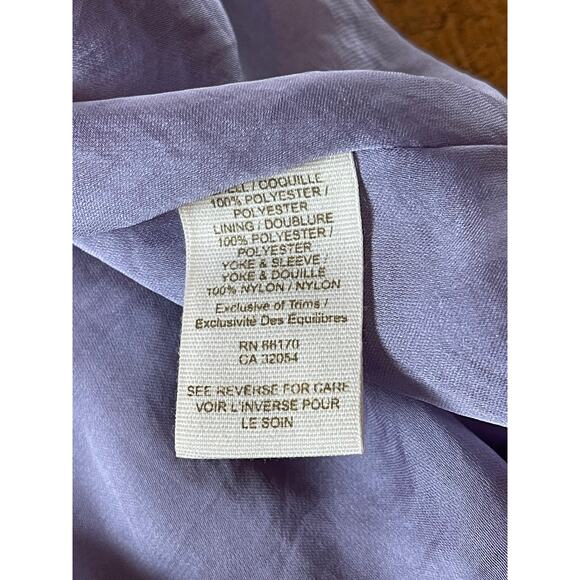 COQUILLE
100% POLYESTER /
POLYESTER
LINING / DOUBLURE
100% POLYESTER /
POLYESTER
YOKE & SLEEVE /
YOKE & DOUILLE
100% NYLON / NYLON
Exclusive of Trims /
Exclusivité Des Equilibres
RN 66170
CA 32054
SEE REVERSE FOR CARE
VOIR L'INVERSE POUR
LE SOIN